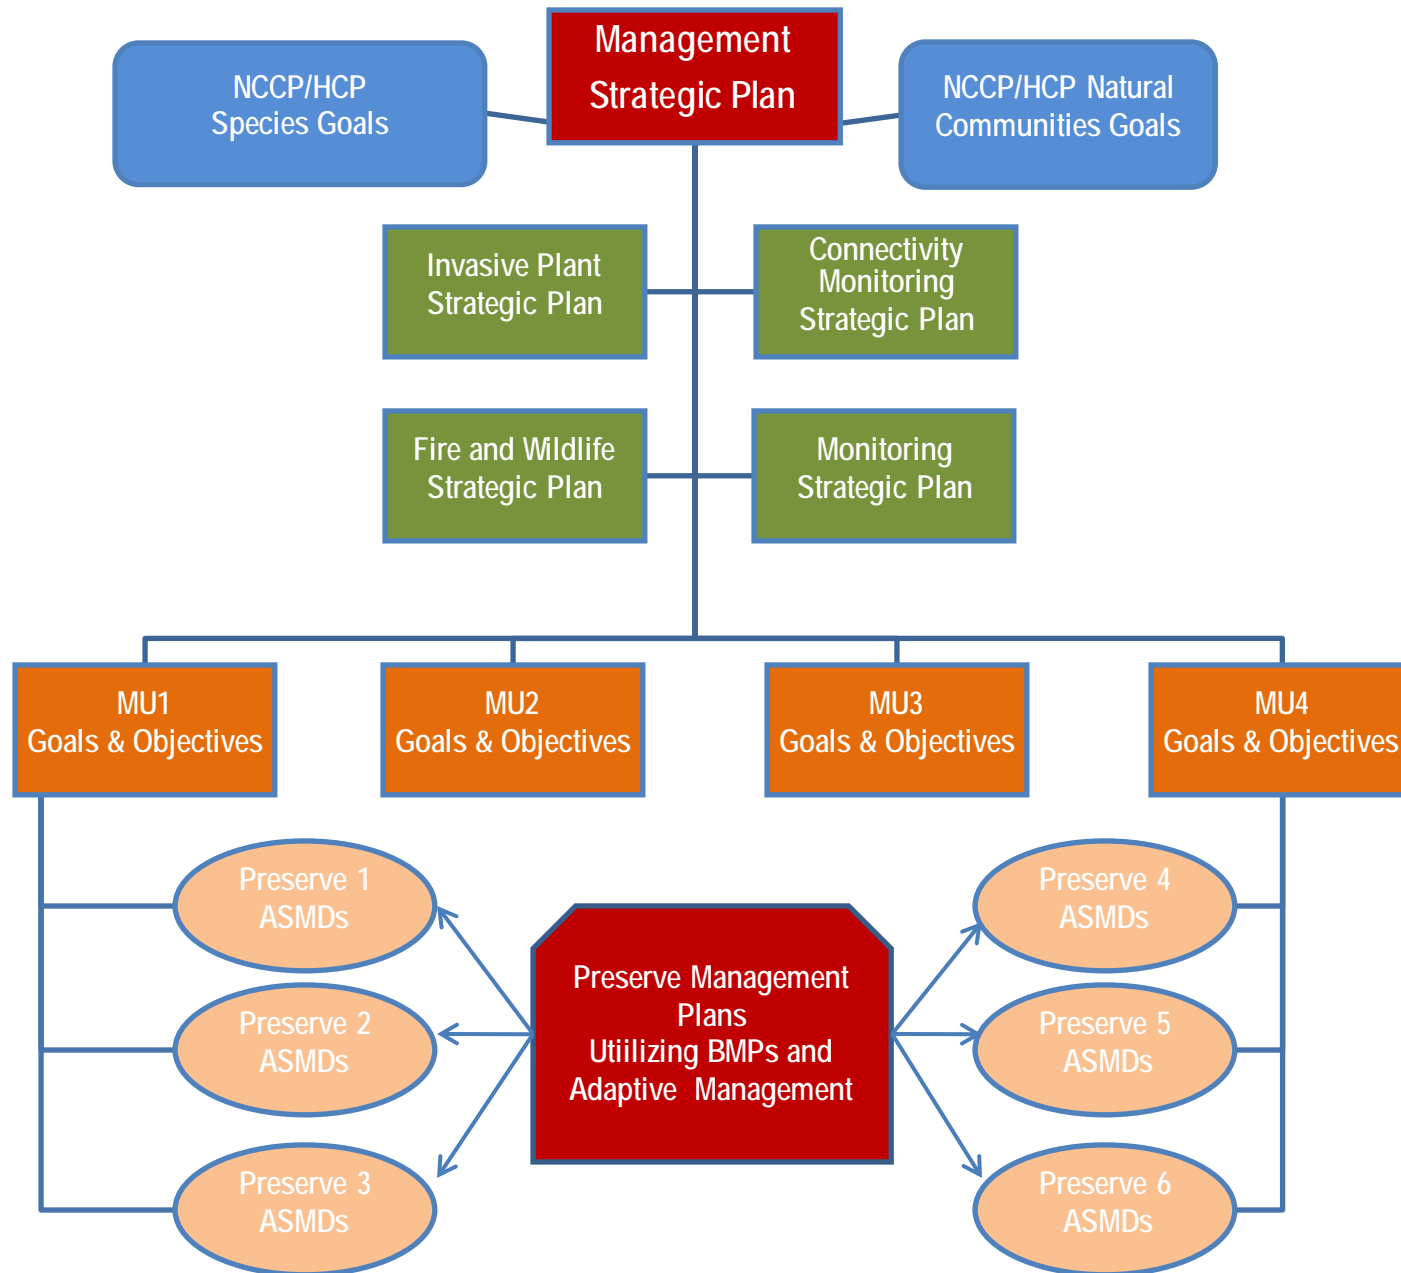 Management
Strategic Plan
NCCP/HCP
Species Goals
NCCP/HCP Natural
Communities Goals
Invasive Plant
Strategic Plan
Connectivity
Monitoring
Strategic Plan
Fire and Wildlife
Strategic Plan
Monitoring
Strategic Plan
MU1
Goals & Objectives
MU2
Goals & Objectives
MU3
Goals & Objectives
MU4
Goals & Objectives
Preserve 1
ASMDs
Preserve 2
ASMDs
Preserve 3
ASMDs
Preserve Management
Plans
Utiilizing BMPs and
Adaptive Management
Preserve 4
ASMDs
Preserve 5
ASMDs
Preserve 6
ASMDs